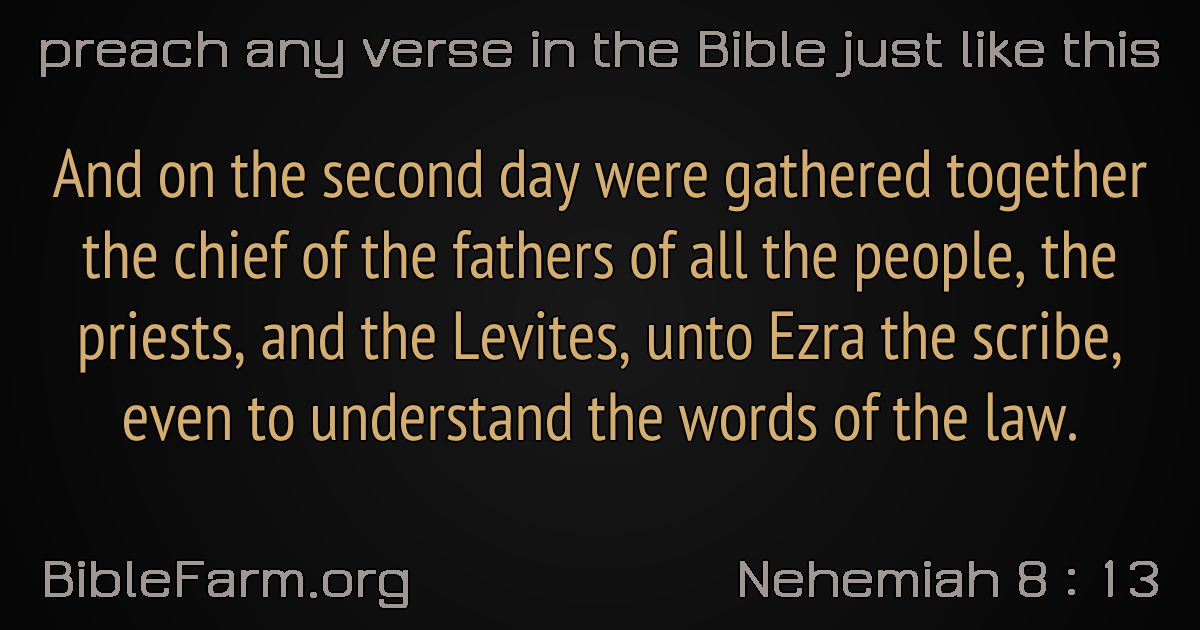 preach any verse in the Bible just like this
And on the second day were gathered together
the chief of the fathers of all the people, the
priests, and the Levites, unto Ezra the scribe,
even to understand the words of the law.
BibleFarm.org
Nehemiah 8 : 13